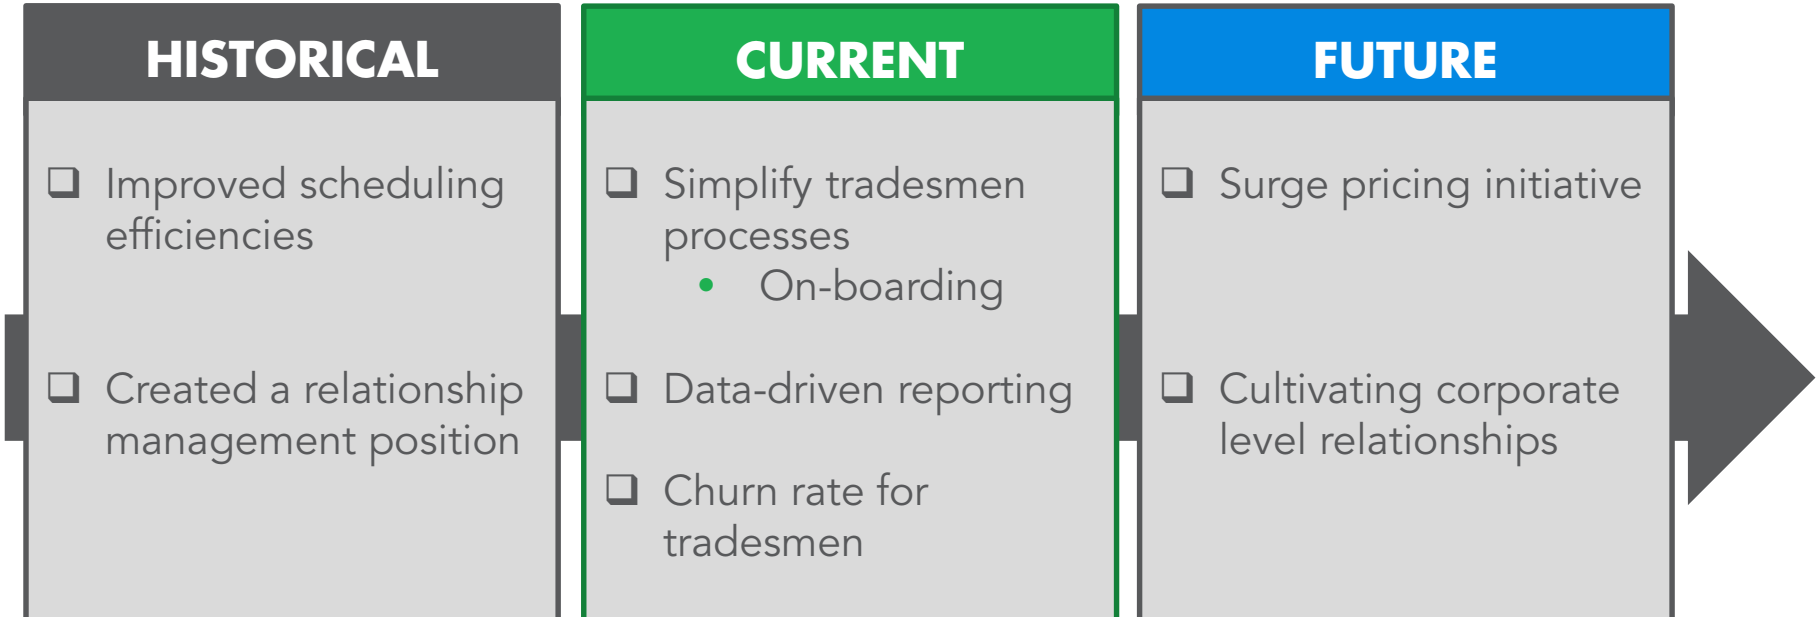 HISTORICAL
❑ Improved scheduling
efficiencies
❑ Created a relationship
management position
CURRENT
❑ Simplify tradesmen
processes
• On-boarding
❑ Data-driven reporting
❑ Churn rate for
tradesmen
FUTURE
❑ Surge pricing initiative
❑ Cultivating corporate
level relationships